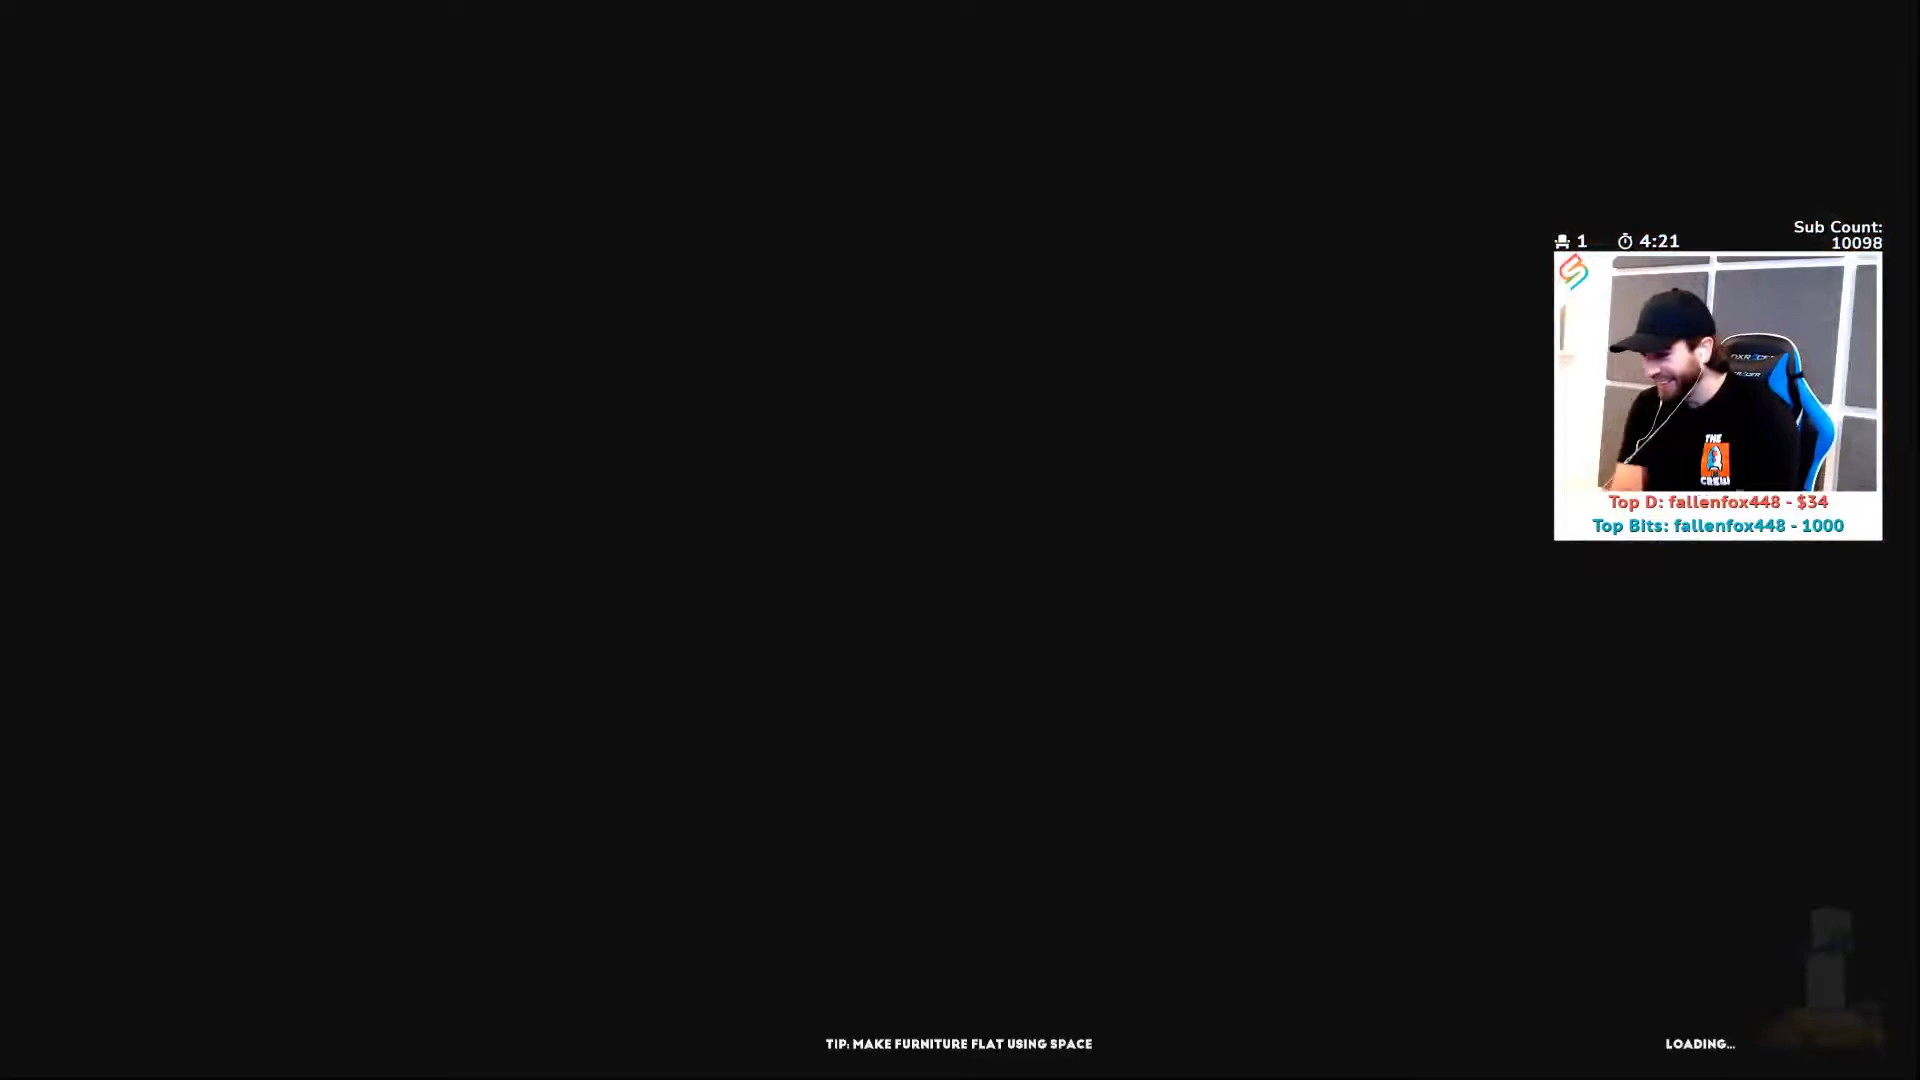 Sub Count:
1 4:21 10098
DXRACER
THE
CREW
Top D: fallenfox448 - $34
Top Bits: fallenfox448 - 1000
TIP: MAKE FURNITURE FLAT USING SPACE
LOADING...